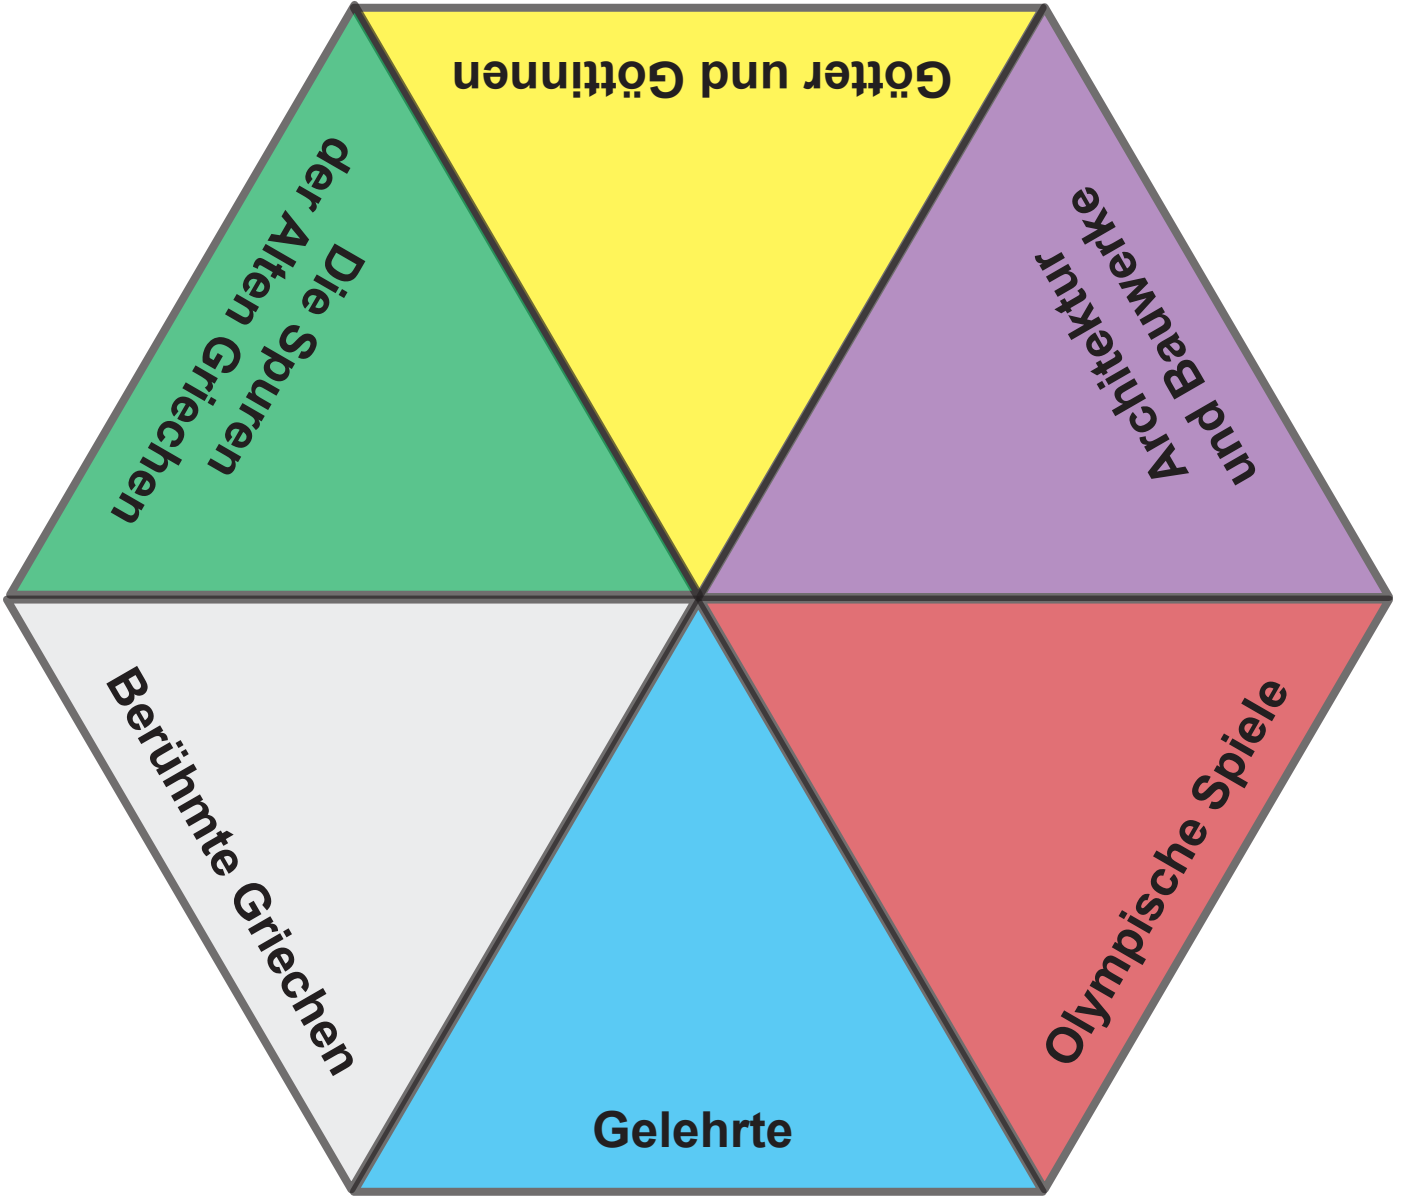 Götter und Göttinnen
Architektur
und Bauwerke
Olympische Spiele
Gelehrte
Berühmte Griechen
Die Spuren
der Alten Griechen